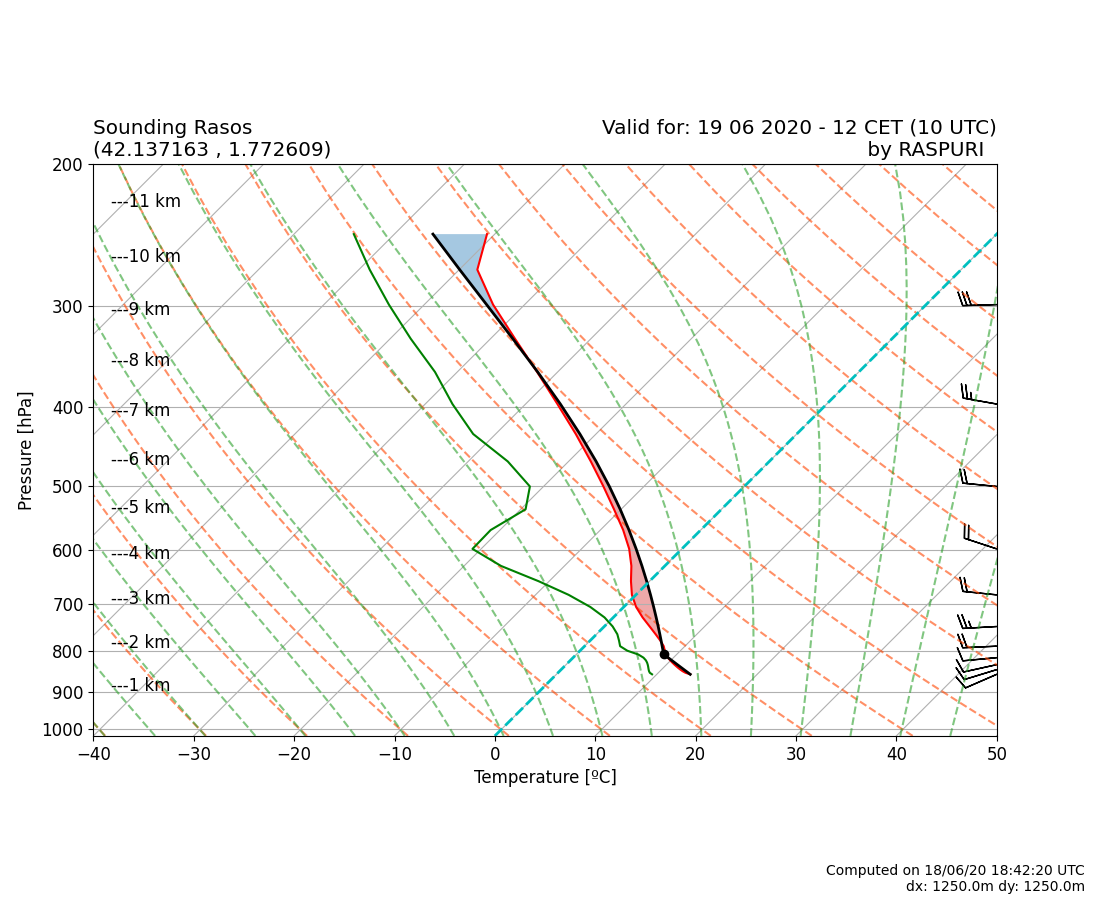 Sounding Rasos
(42.137163 , 1.772609)
Valid for: 19 06 2020 - 12 CET (10 UTC)
by RASPURI
200
300
400
500
600
700
800
900
1000
Pressure [hPa]
---11 km
---10 km
---9 km
---8 km
---7 km
---6 km
---5 km
---4 km
---3 km
---2 km
---1 km
−40 −30 −20 −10 0 10 20 30 40 50
Temperature [ºC]
Computed on 18/06/20 18:42:20 UTC
dx: 1250.0m dy: 1250.0m